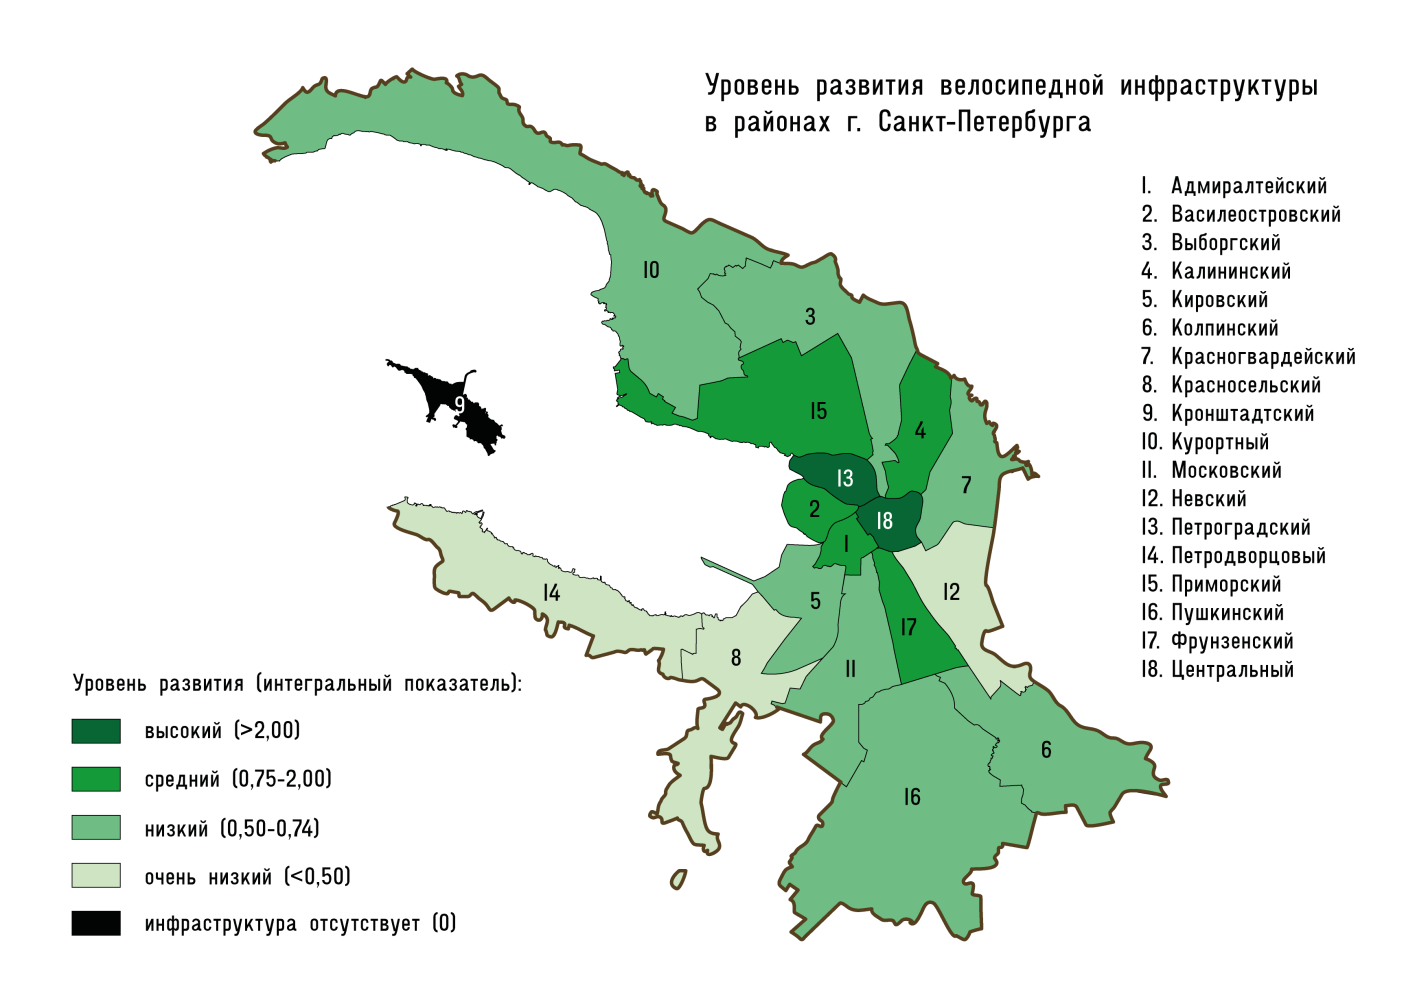 Уровень развития велосипедной инфраструктуры
в районах г. Санкт-Петербурга
1. Адмиралтейский
2. Василеостровский
3. Выборгский
4. Калининский
5. Кировский
6. Колпинский
7. Красногвардейский
8. Красносельский
9. Кронштадтский
10. Курортный
11. Московский
12. Невский
13. Петроградский
14. Петродворцовый
15. Приморский
16. Пушкинский
17. Фрунзенский
18. Центральный
10
3
9
15
4
13
7
2
18
1
14
5
12
17
8
11
6
16
Уровень развития (интегральный показатель):
высокий (>2,00)
средний (0,75-2,00)
низкий (0,50-0,74)
очень низкий (<0,50)
инфраструктура отсутствует (0)